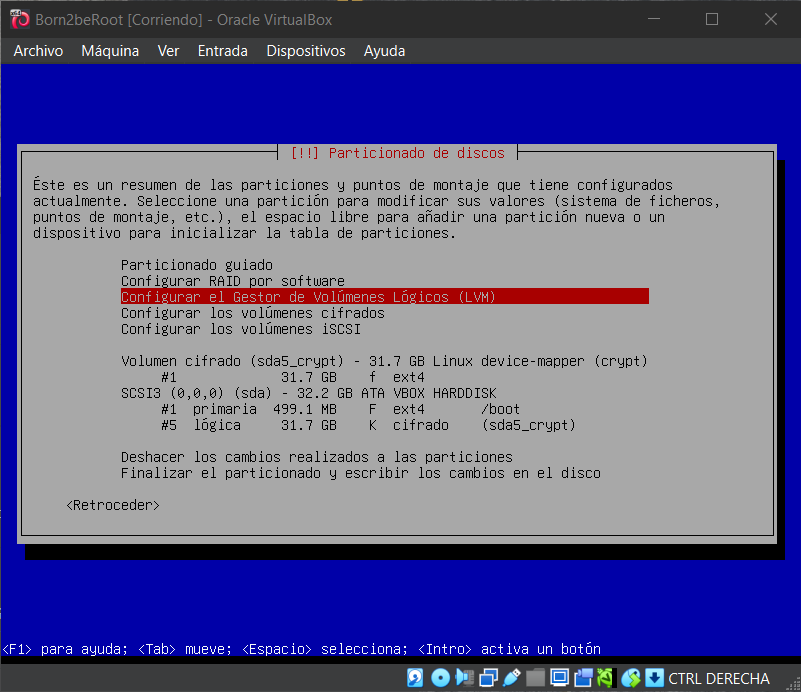 Born2beRoot [Corriendo] - Oracle VirtualBox
Archivo Máquina Ver Entrada Dispositivos Ayuda
[!!] Particionado de discos
Éste es un resumen de las particiones y puntos de montaje que tiene configurados
actualmente. Seleccione una partición para modificar sus valores (sistema de ficheros,
puntos de montaje, etc.), el espacio libre para añadir una partición nueva o un
dispositivo para inicializar la tabla de particiones.
Particionado guiado
Configurar RAID por software
Configurar el Gestor de Volúmenes Lógicos (LVM)
Configurar los volúmenes cifrados
Configurar los volúmenes iSCSI
Volumen cifrado (sda5_crypt) - 31.7 GB Linux device-mapper (crypt)
#1 31.7 GB f ext4
SCSI3 (0,0,0) (sda) - 32.2 GB ATA VBOX HARDDISK
#1 primaria 499.1 MB F ext4 /boot
#5 lógica 31.7 GB K cifrado (sda5_crypt)
Deshacer los cambios realizados a las particiones
Finalizar el particionado y escribir los cambios en el disco
<Retroceder>
<F1> para ayuda; <Tab> mueve; <Espacio> selecciona; <Intro> activa un botón
CTRL DERECHA